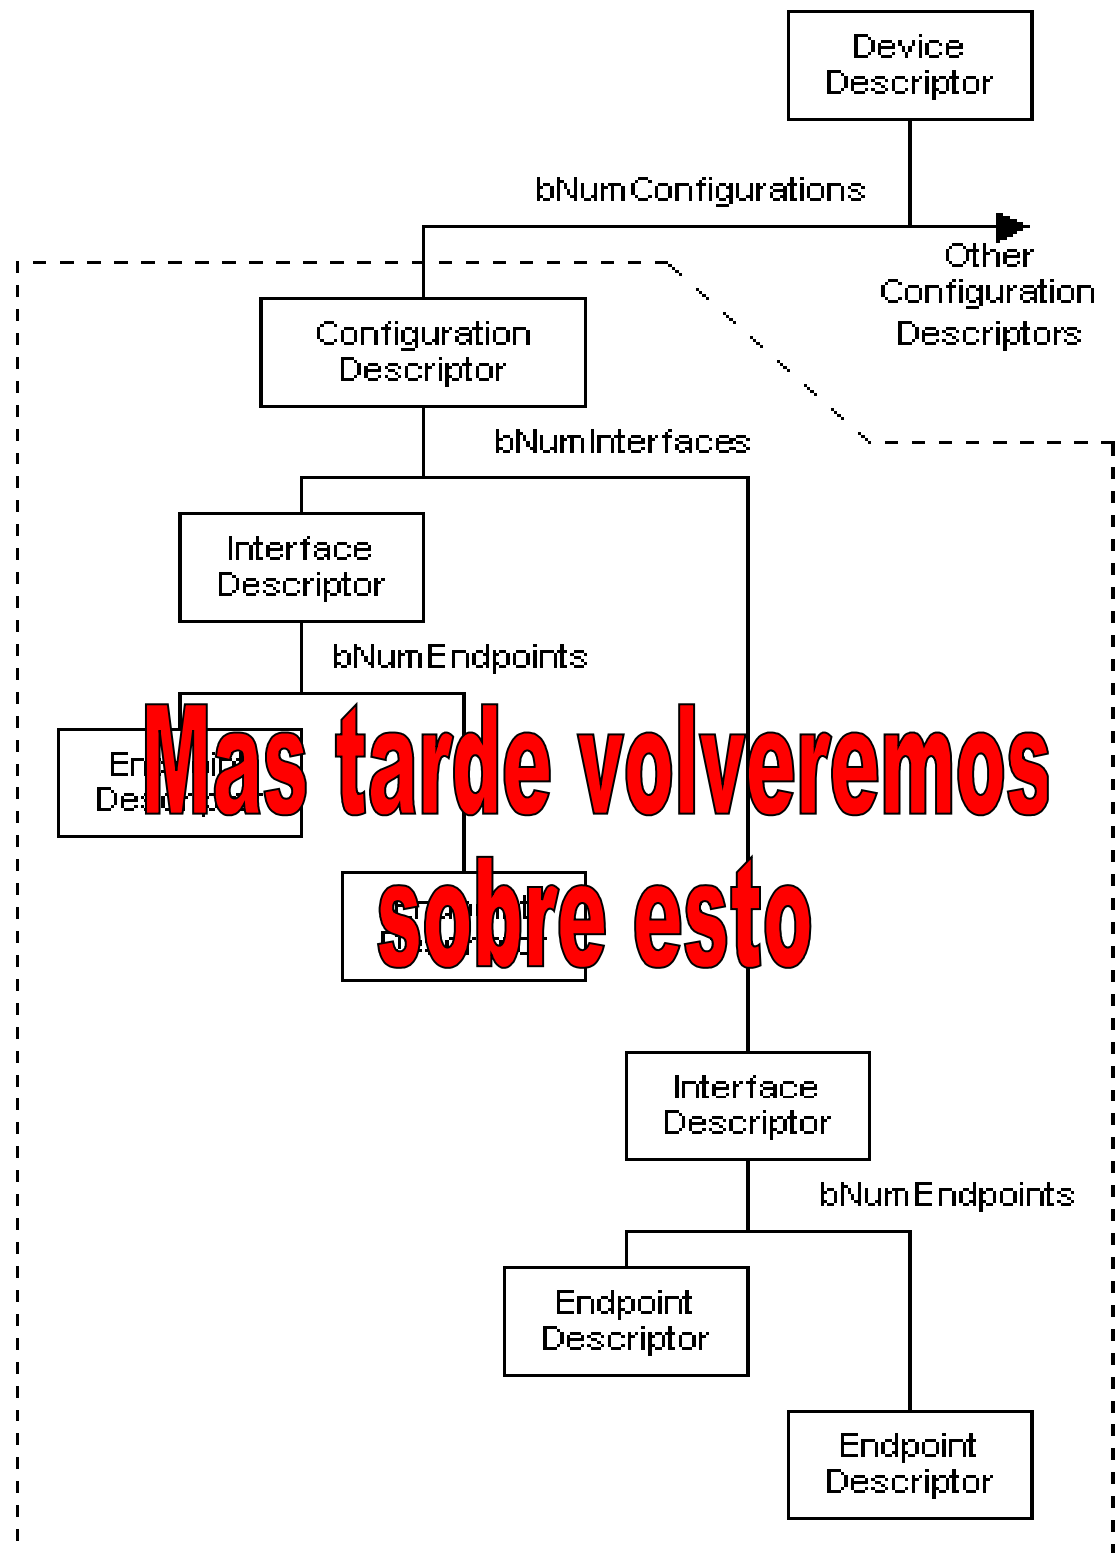 Device
Descriptor
bNumConfigurations
Other
Configuration
Descriptors
Configuration
Descriptor
bNumInterfaces
Interface
Descriptor
bNumEndpoints
Mas tarde volveremos
sobre esto
Interface
Descriptor
bNumEndpoints
Endpoint
Descriptor
Endpoint
Descriptor